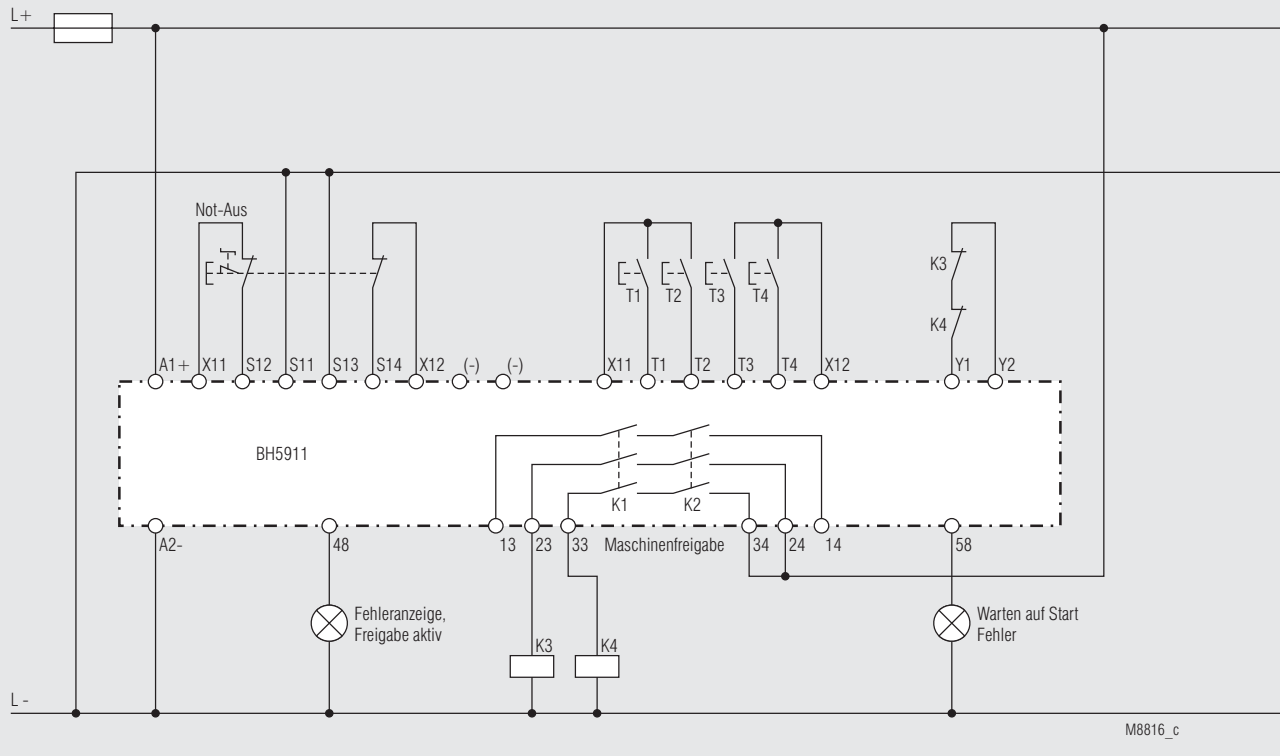 L+
Not-Aus
K3
T1 T2 T3 T4
K4
A1+ X11 S12 S11 S13 S14 X12 (-) (-) X11 T1 T2 T3 T4 X12 Y1 Y2
BH5911
K1 K2
A2- 48 13 23 33 Maschinenfreigabe 34 24 14 58
Fehleranzeige,
Freigabe aktiv
Warten auf Start
Fehler
K3 K4
L -
M8816_c